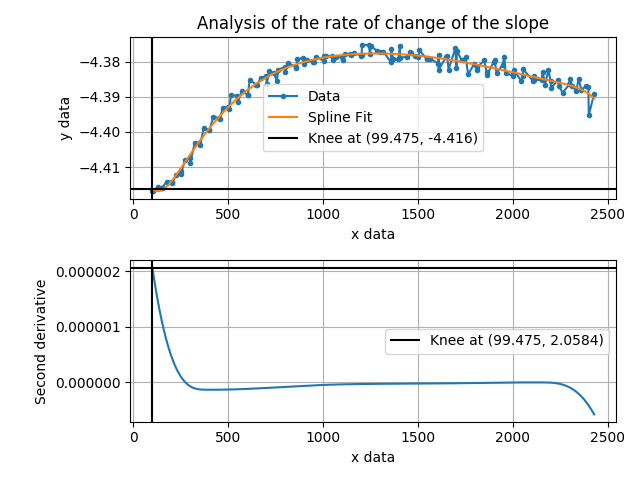 Analysis of the rate of change of the slope
y data
−4.38
−4.39
−4.40
−4.41
Data
Spline Fit
Knee at (99.475, -4.416)
0 500 1000 1500 2000 2500
x data
Second derivative
0.000002
0.000001
0.000000
Knee at (99.475, 2.0584)
0 500 1000 1500 2000 2500
x data